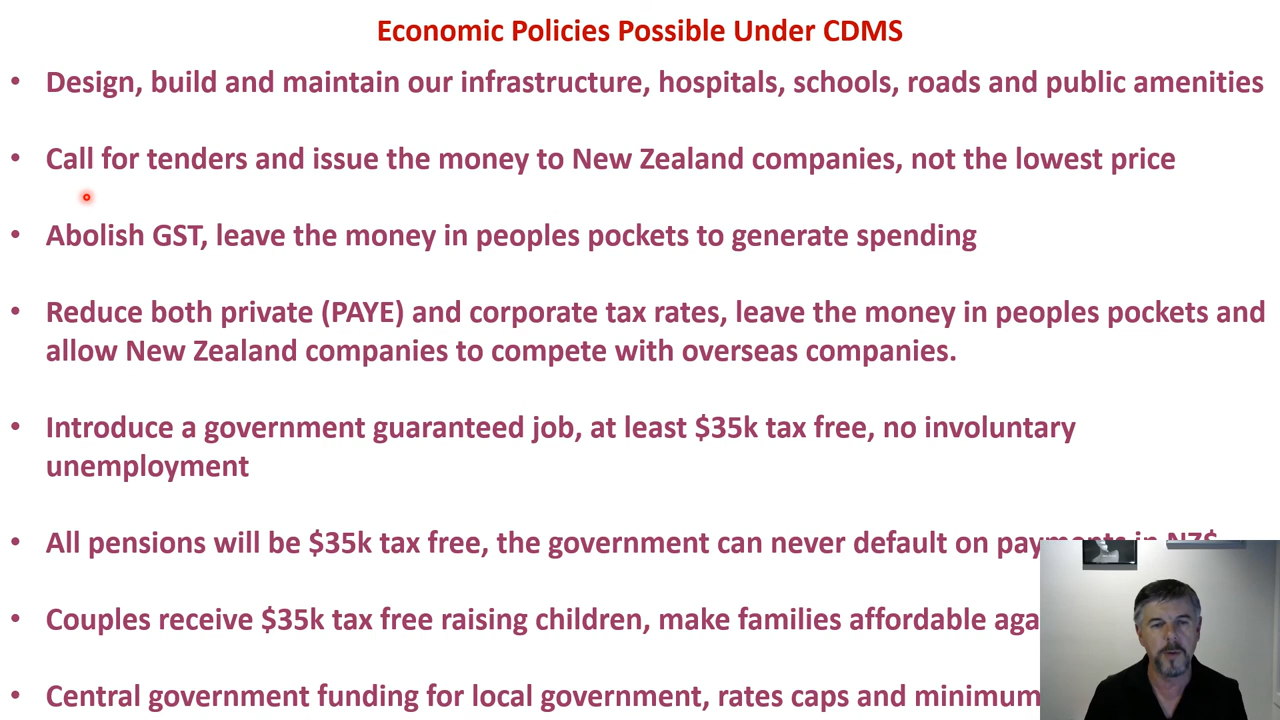 Economic Policies Possible Under CDMS
• Design, build and maintain our infrastructure, hospitals, schools, roads and public amenities
• Call for tenders and issue the money to New Zealand companies, not the lowest price
• Abolish GST, leave the money in peoples pockets to generate spending
• Reduce both private (PAYE) and corporate tax rates, leave the money in peoples pockets and
allow New Zealand companies to compete with overseas companies.
• Introduce a government guaranteed job, at least $35k tax free, no involuntary
unemployment
• All pensions will be $35k tax free, the government can never default on payments in NZ$
• Couples receive $35k tax free raising children, make families affordable aga
• Central government funding for local government, rates caps and minimum